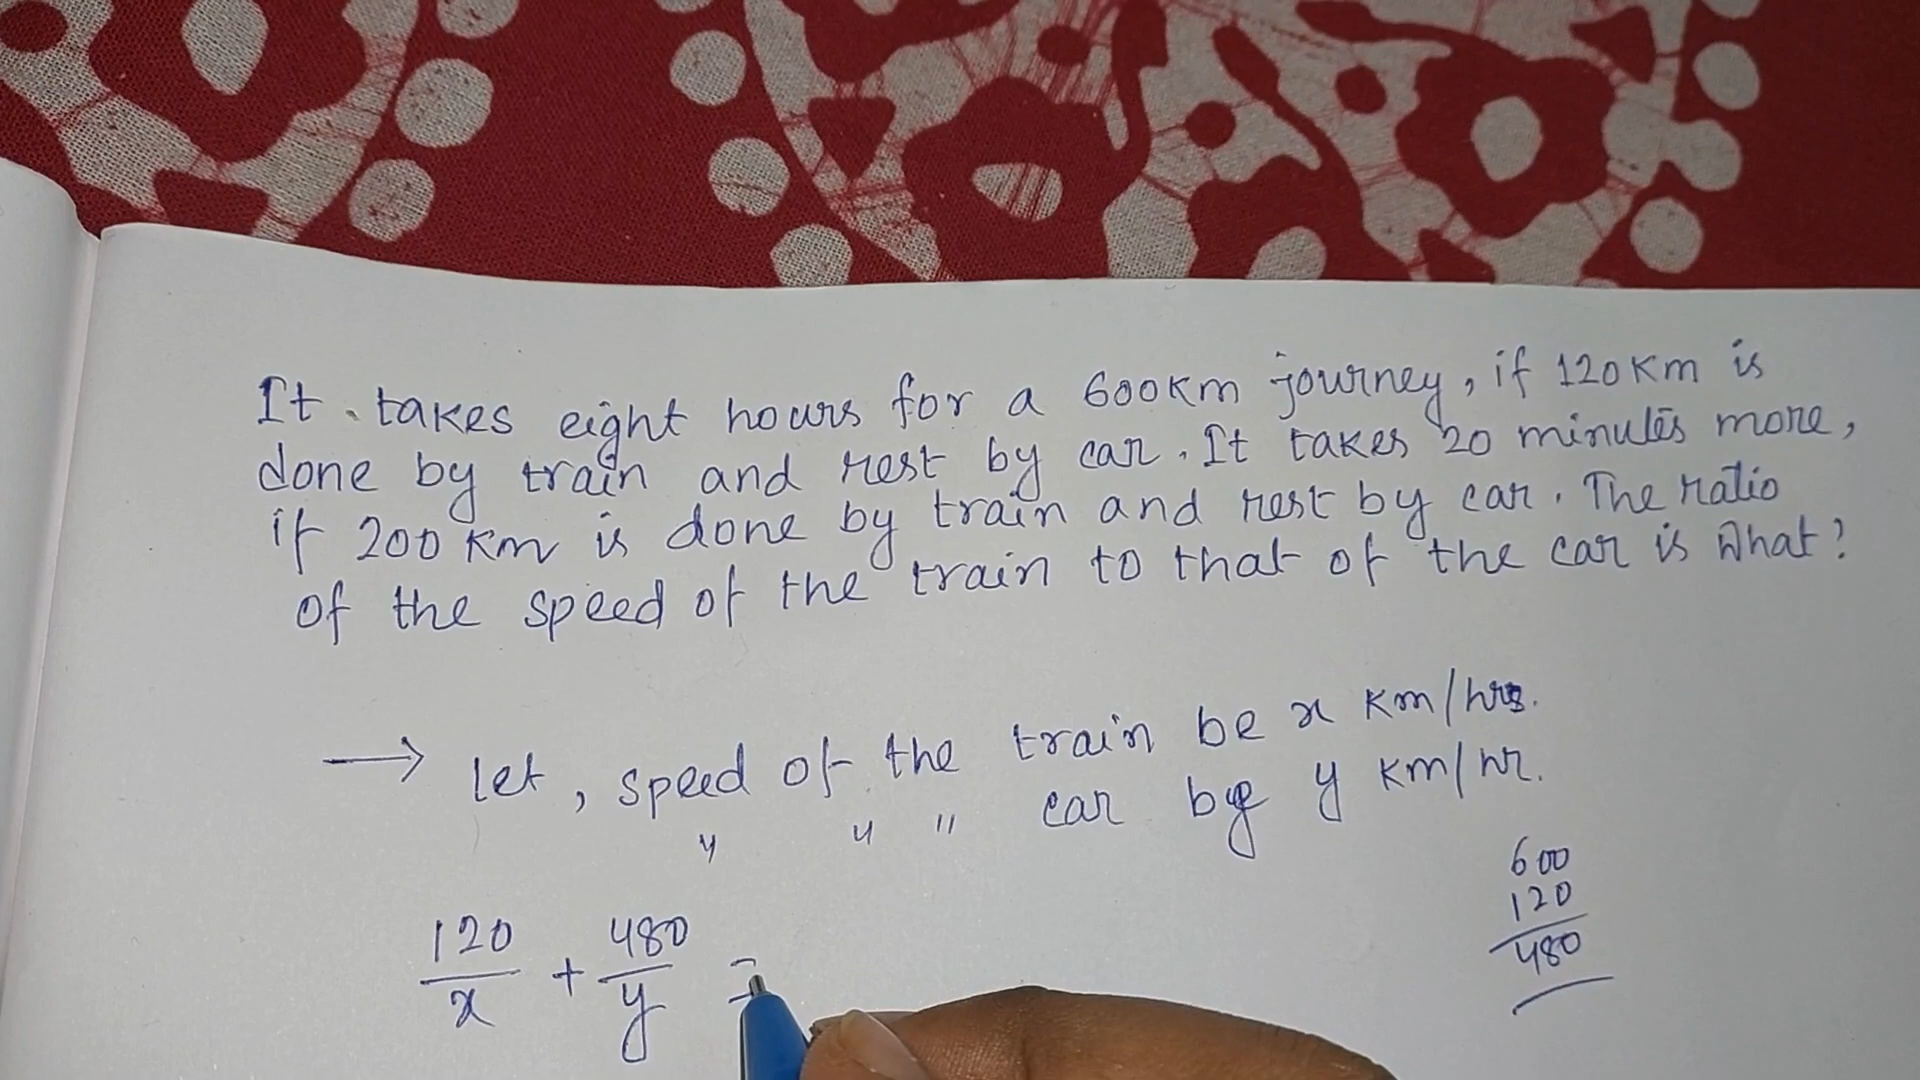 It takes eight hours for a 600km journey, if 120km is
done by train and rest by car. It takes 20 minutes more,
if 200 km is done by train and rest by car. The ratio
of the speed of the train to that of the car is What?
→ let, speed of the train be x km/hrs.
" " " car be y km/hr.
600
120
480
120/x + 480/y =